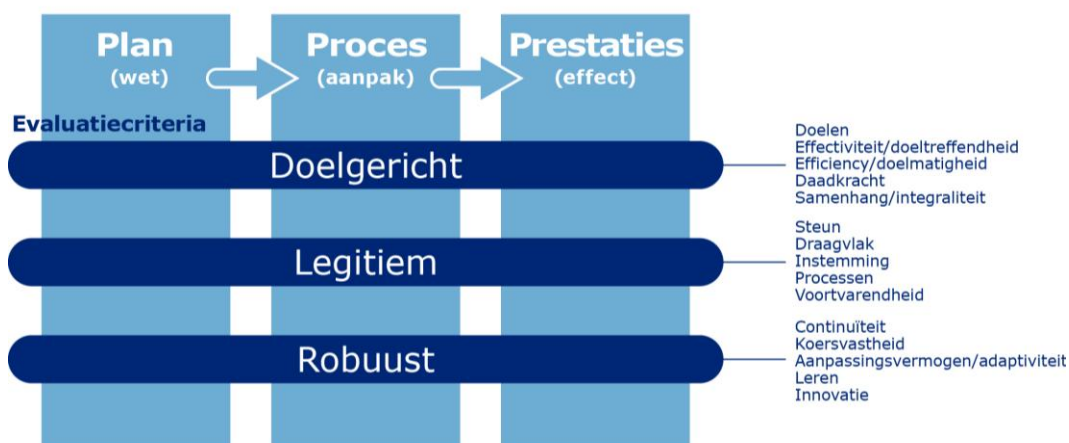 Plan
(wet)
Proces
(aanpak)
Prestaties
(effect)
Evaluatiecriteria
Doelgericht
Doelen
Effectiviteit/doeltreffendheid
Efficiency/doelmatigheid
Daadkracht
Samenhang/integraliteit
Legitiem
Steun
Draagvlak
Instemming
Processen
Voortvarendheid
Robuust
Continuïteit
Koersvastheid
Aanpassingsvermogen/adaptiviteit
Leren
Innovatie